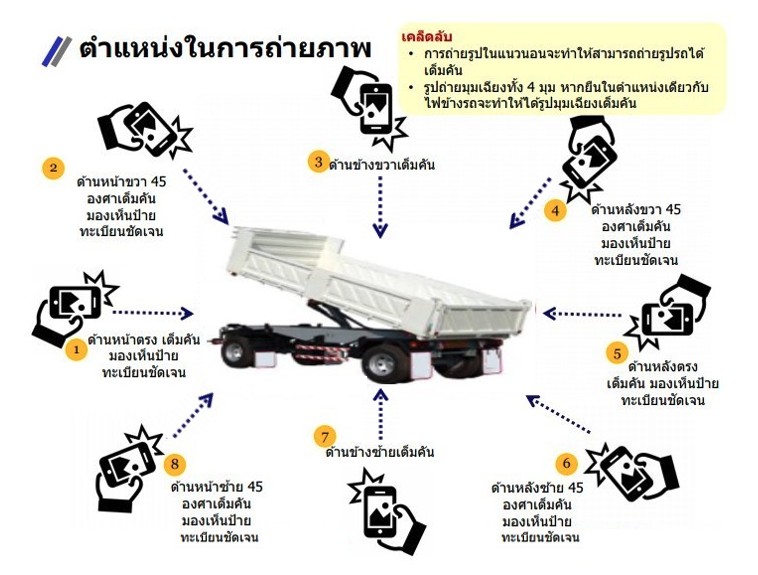 ตำแหน่งในการถ่ายภาพ
เคล็ดลับ
• การถ่ายรูปในแนวนอนจะทำให้สามารถถ่ายรูปรถได้
เต็มคัน
• รูปถ่ายมุมเฉียงทั้ง 4 มุม หากยืนในตำแหน่งเดียวกับ
ไฟข้างรถจะทำให้ได้รูปมุมเฉียงเต็มคัน
1
ด้านหน้าตรง เต็มคัน
มองเห็นป้าย
ทะเบียนชัดเจน
2
ด้านหน้าขวา 45
องศาเต็มคัน
มองเห็นป้าย
ทะเบียนชัดเจน
3
ด้านข้างขวาเต็มคัน
4
ด้านหลังขวา 45
องศาเต็มคัน
มองเห็นป้าย
ทะเบียนชัดเจน
5
ด้านหลังตรง
เต็มคัน มองเห็นป้าย
ทะเบียนชัดเจน
6
ด้านหลังซ้าย 45
องศาเต็มคัน
มองเห็นป้าย
ทะเบียนชัดเจน
7
ด้านข้างซ้ายเต็มคัน
8
ด้านหน้าซ้าย 45
องศาเต็มคัน
มองเห็นป้าย
ทะเบียนชัดเจน